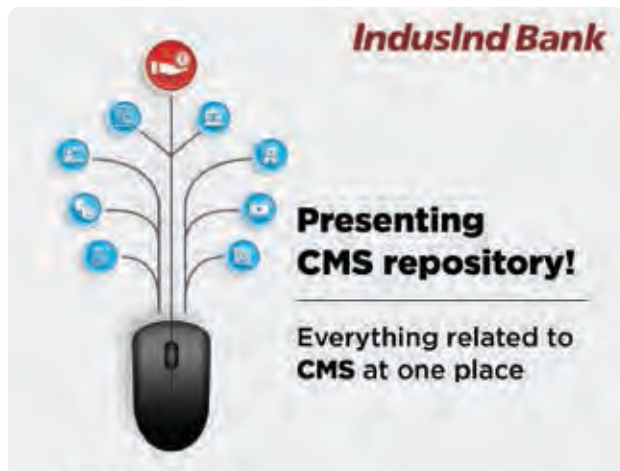 IndusInd Bank
Presenting
CMS repository!
Everything related to
CMS at one place